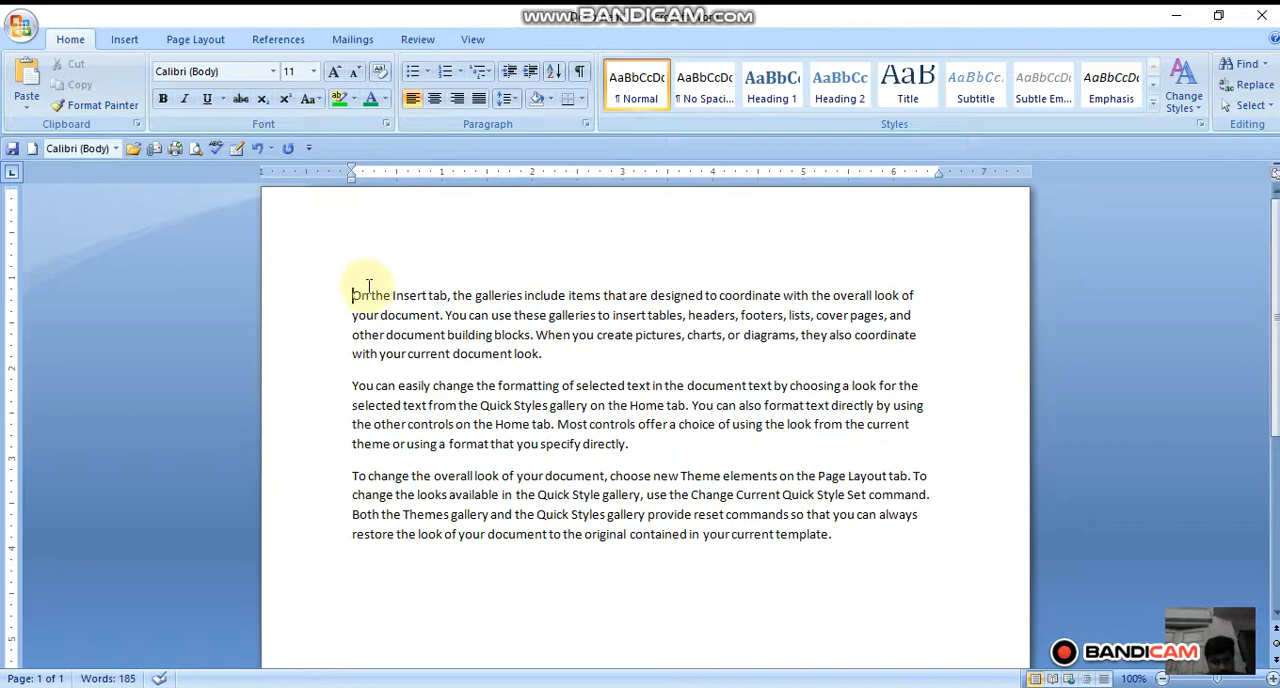 www.BANDICAM.com
Home Insert Page Layout References Mailings Review View
Paste
Cut
Copy
Format Painter
Clipboard
Calibri (Body) 11
Font
Paragraph
AaBbCcDc AaBbCcDc AaBbC AaBbCc AaB AaBbCc. AaBbCcDc AaBbCcDc
¶ Normal ¶ No Spaci... Heading 1 Heading 2 Title Subtitle Subtle Em... Emphasis
Change
Styles
Styles
Find
Replace
Select
Editing
Calibri (Body)
1 1 2 3 4 5 6 7
On the Insert tab, the galleries include items that are designed to coordinate with the overall look of
your document. You can use these galleries to insert tables, headers, footers, lists, cover pages, and
other document building blocks. When you create pictures, charts, or diagrams, they also coordinate
with your current document look.
You can easily change the formatting of selected text in the document text by choosing a look for the
selected text from the Quick Styles gallery on the Home tab. You can also format text directly by using
the other controls on the Home tab. Most controls offer a choice of using the look from the current
theme or using a format that you specify directly.
To change the overall look of your document, choose new Theme elements on the Page Layout tab. To
change the looks available in the Quick Style gallery, use the Change Current Quick Style Set command.
Both the Themes gallery and the Quick Styles gallery provide reset commands so that you can always
restore the look of your document to the original contained in your current template.
BANDICAM
Page: 1 of 1 Words: 185 100%